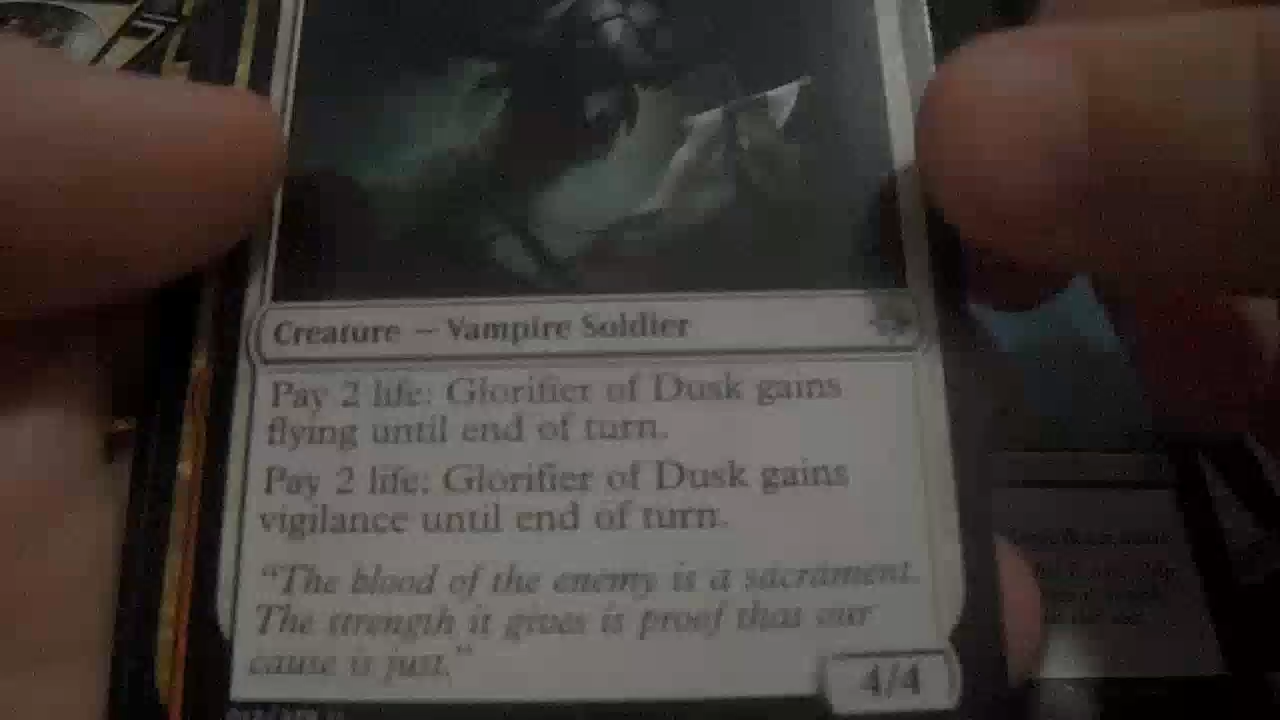 Creature — Vampire Soldier
Pay 2 life: Glorifier of Dusk gains
flying until end of turn.
Pay 2 life: Glorifier of Dusk gains
vigilance until end of turn.
"The blood of the enemy is a sacrament.
The strength it gives is proof that our
cause is just."
4/4